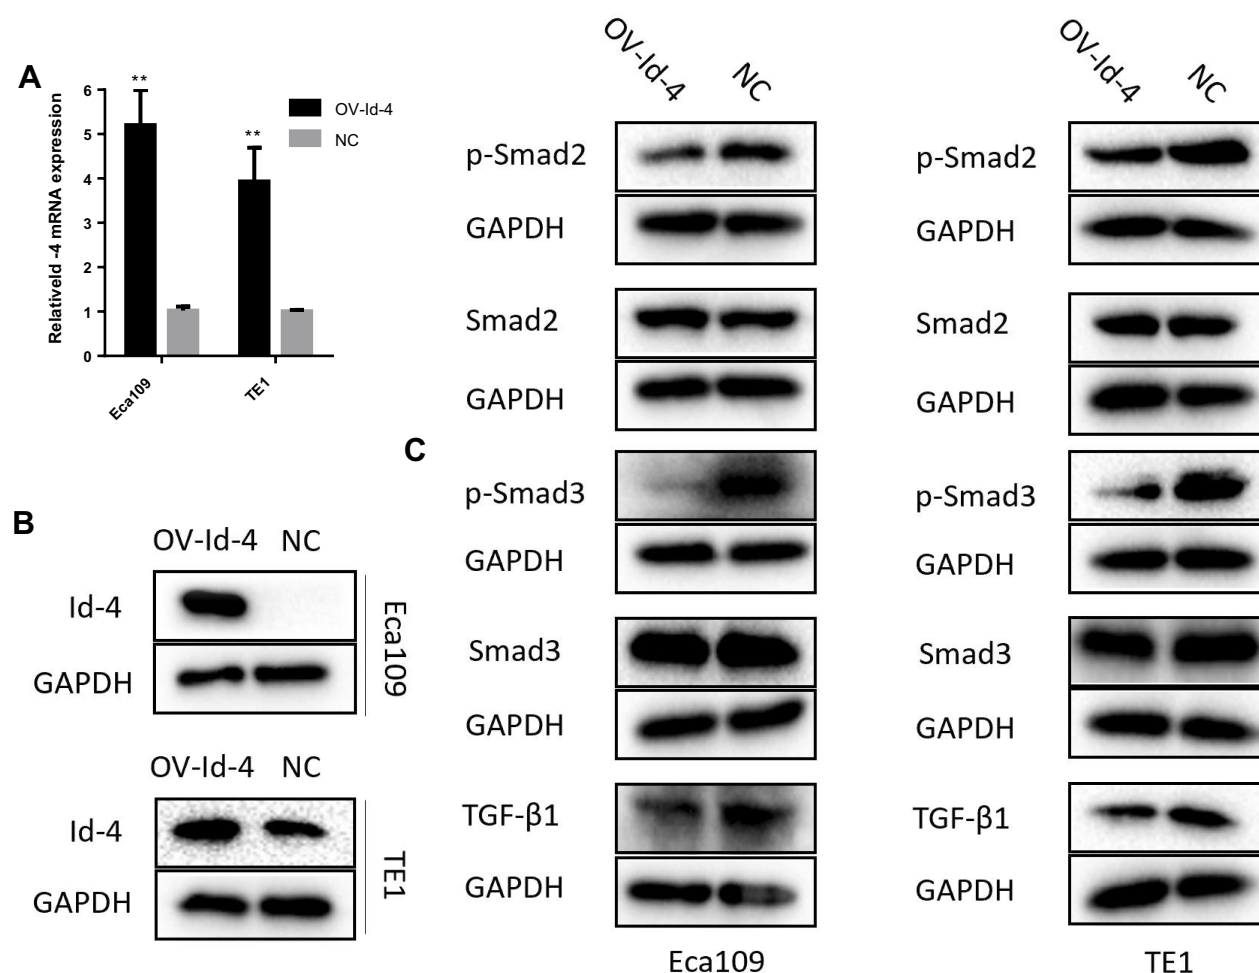 A
**
**
6
5
4
3
2
1
0
Relativeld -4 mRNA expression
Eca109
TE1
OV-Id-4
NC
B
OV-Id-4 NC
Id-4
GAPDH
Eca109
OV-Id-4 NC
Id-4
GAPDH
TE1
C
OV-Id-4 NC
p-Smad2
GAPDH
Smad2
GAPDH
p-Smad3
GAPDH
Smad3
GAPDH
TGF-β1
GAPDH
Eca109
OV-Id-4 NC
p-Smad2
GAPDH
Smad2
GAPDH
p-Smad3
GAPDH
Smad3
GAPDH
TGF-β1
GAPDH
TE1